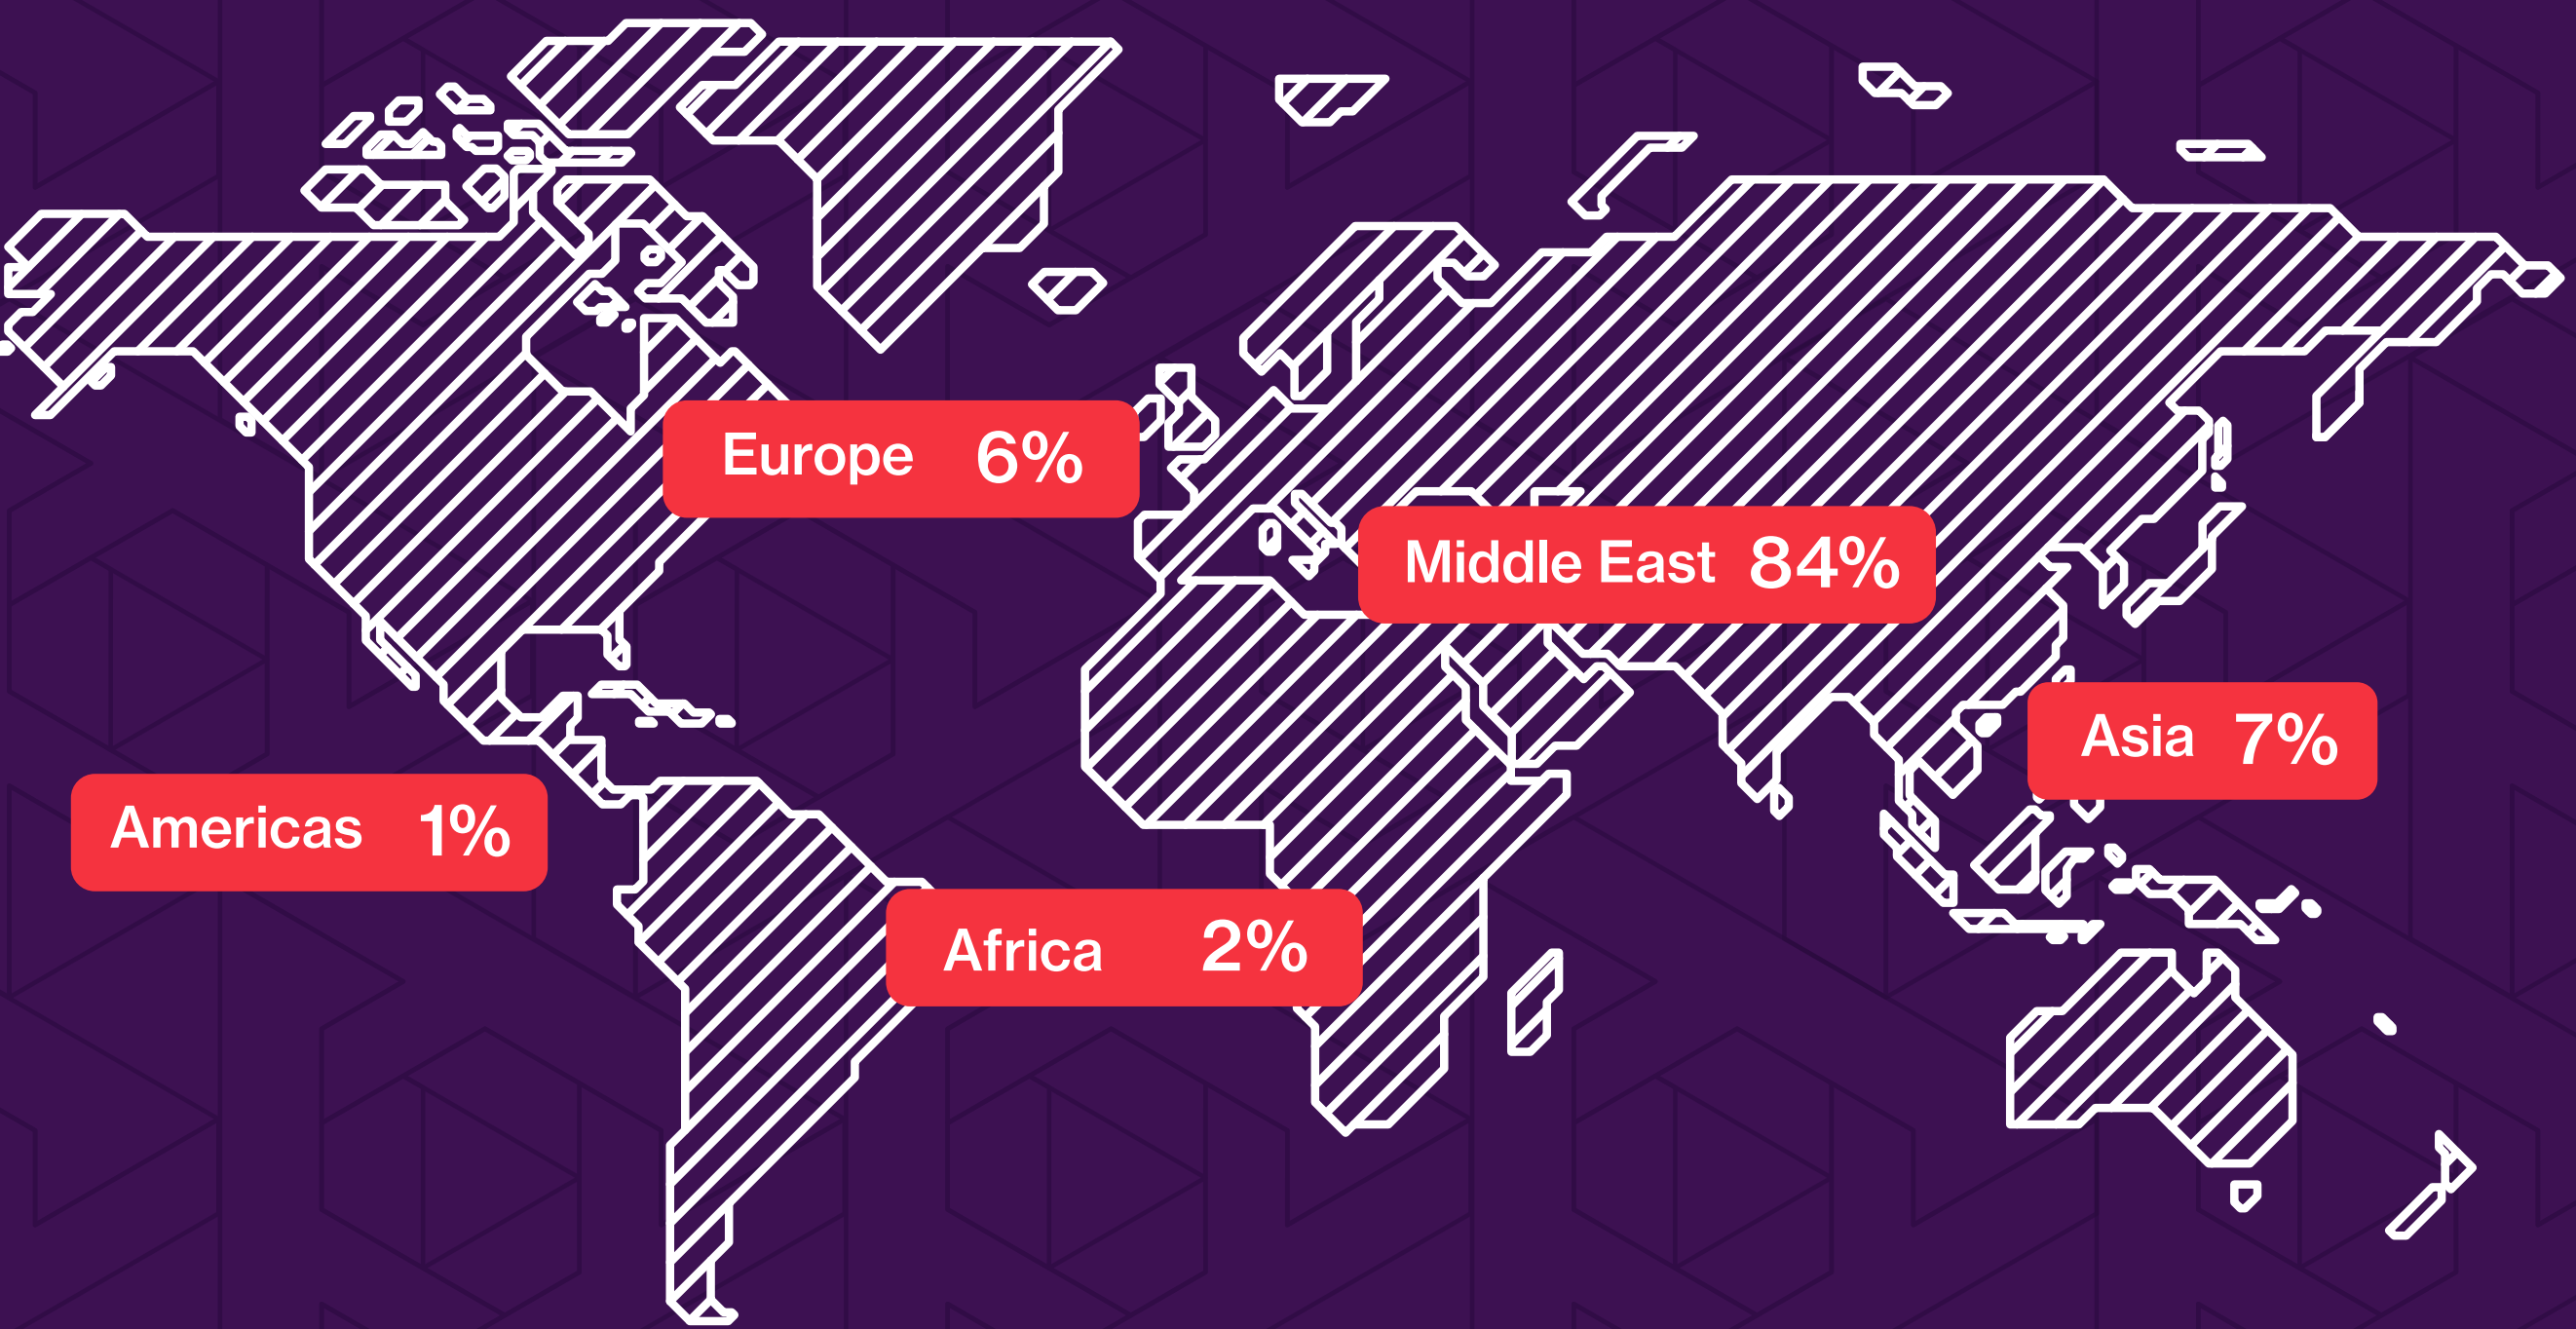 Europe 6%
Middle East 84%
Asia 7%
Americas 1%
Africa 2%